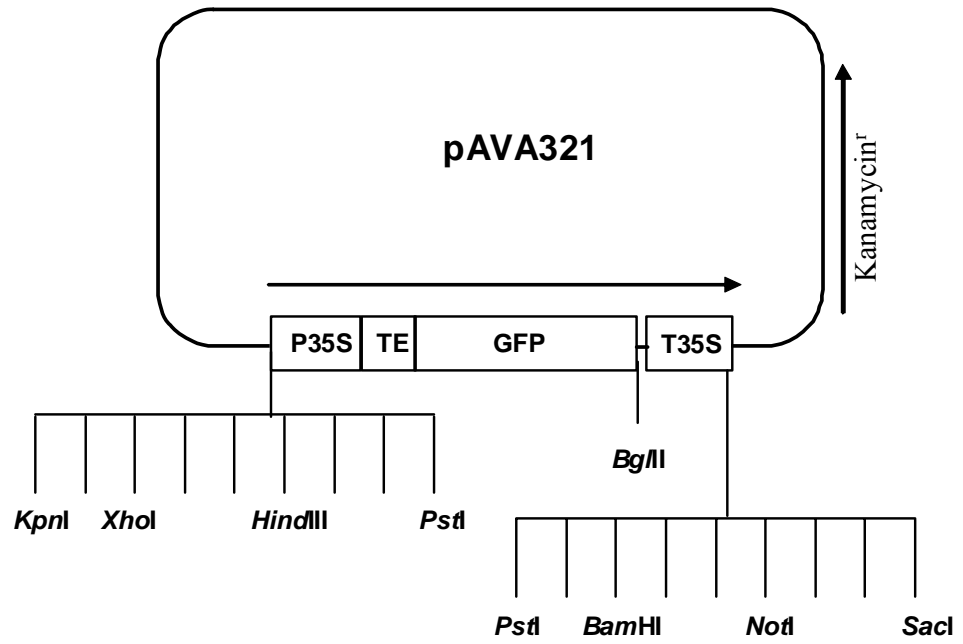 pAVA321
Kanamycinʳ
P35S TE GFP T35S
BglII
KpnI XhoI HindIII PstI
PstI BamHI NotI SacI